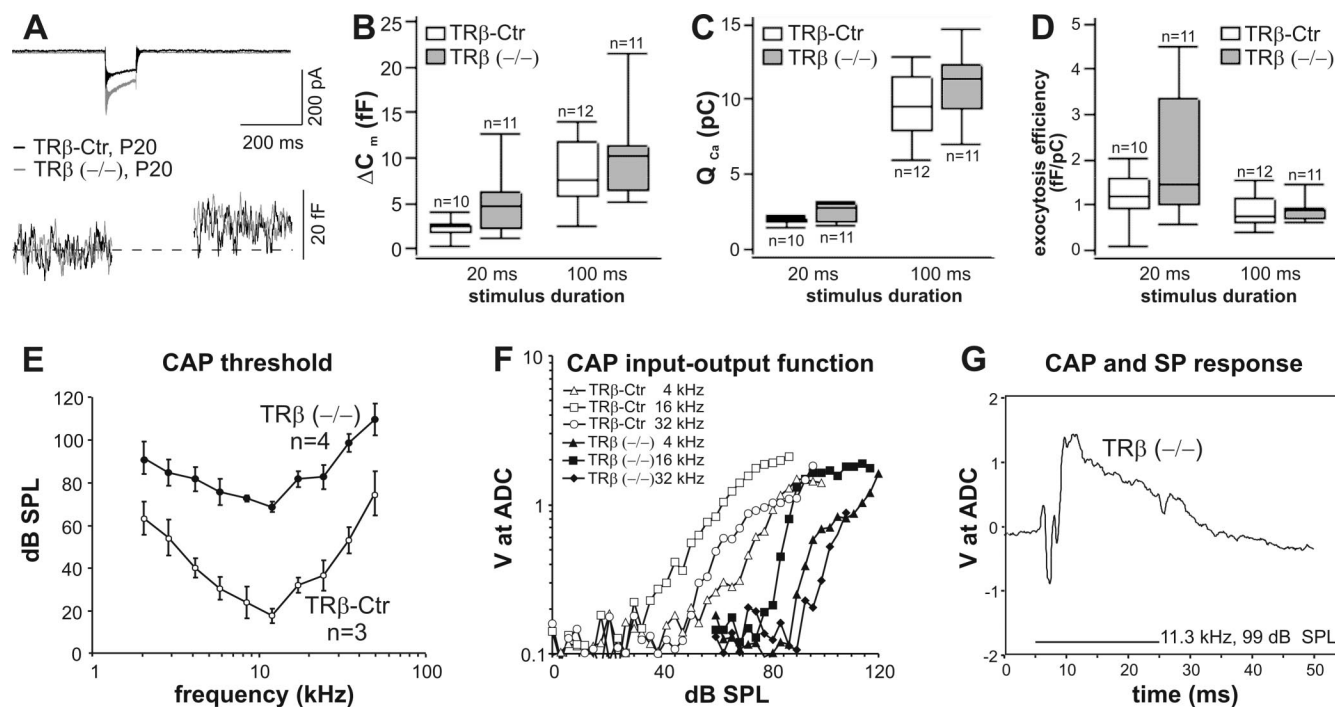 A
200 pA
200 ms
TRβ-Ctr, P20
TRβ (−/−), P20
20 fF
B
TRβ-Ctr
TRβ (−/−)
ΔC m (fF)
25
20
15
10
5
0
n=10
n=11
n=12
n=11
20 ms
100 ms
stimulus duration
C
TRβ-Ctr
TRβ (−/−)
Q Ca (pC)
15
10
5
0
n=10
n=11
n=12
n=11
20 ms
100 ms
stimulus duration
D
TRβ-Ctr
TRβ (−/−)
exocytosis efficiency
(fF/pC)
5
4
3
2
1
0
n=10
n=11
n=12
n=11
20 ms
100 ms
stimulus duration
E
CAP threshold
dB SPL
120
100
80
60
40
20
0
TRβ (−/−)
n=4
TRβ-Ctr
n=3
1
10
100
frequency (kHz)
F
CAP input-output function
TRβ-Ctr 4 kHz
TRβ-Ctr 16 kHz
TRβ-Ctr 32 kHz
TRβ (−/−) 4 kHz
TRβ (−/−) 16 kHz
TRβ (−/−) 32 kHz
V at ADC
10
1
0.1
0
40
80
120
dB SPL
G
CAP and SP response
TRβ (−/−)
V at ADC
2
1
0
-1
-2
11.3 kHz, 99 dB SPL
0
10
20
30
40
50
time (ms)